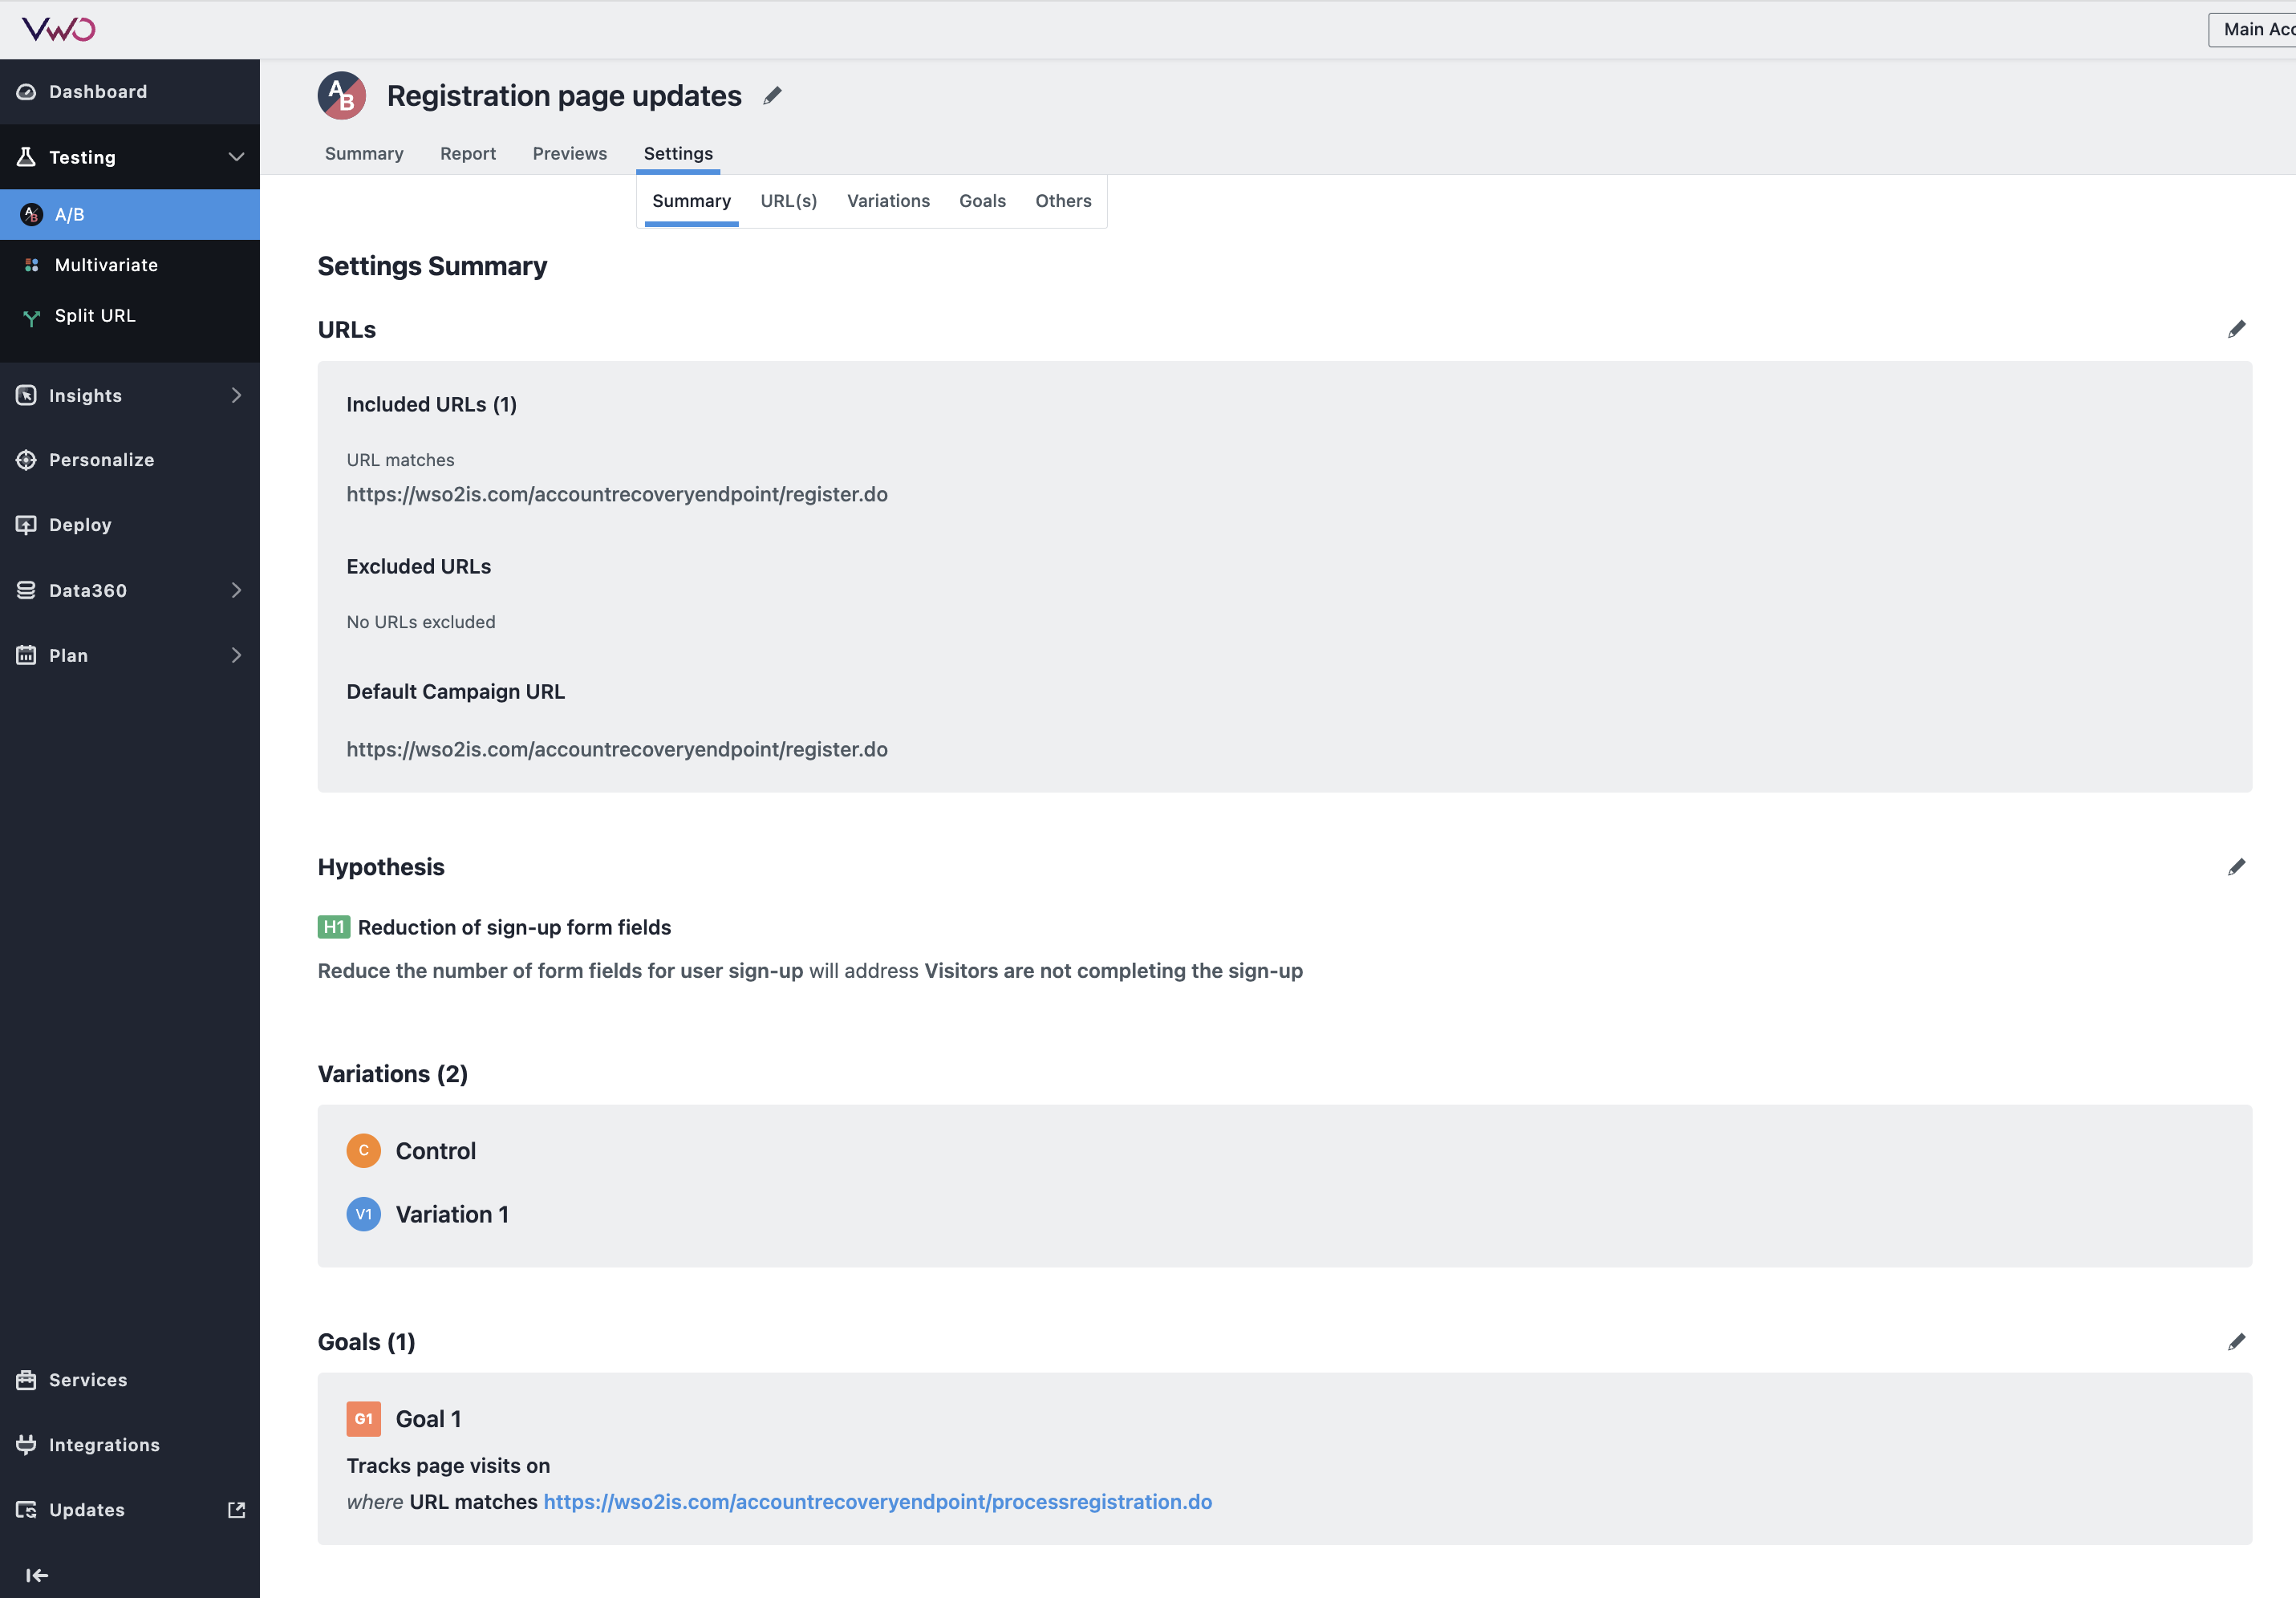 VWO
Main Acc
Dashboard
Testing
A/B
Multivariate
Split URL
Insights
Personalize
Deploy
Data360
Plan
Services
Integrations
Updates
AB
Registration page updates
Summary Report Previews Settings
Summary URL(s) Variations Goals Others
Settings Summary
URLs
Included URLs (1)
URL matches
https://wso2is.com/accountrecoveryendpoint/register.do
Excluded URLs
No URLs excluded
Default Campaign URL
https://wso2is.com/accountrecoveryendpoint/register.do
Hypothesis
H1 Reduction of sign-up form fields
Reduce the number of form fields for user sign-up will address Visitors are not completing the sign-up
Variations (2)
C Control
V1 Variation 1
Goals (1)
G1 Goal 1
Tracks page visits on
where URL matches https://wso2is.com/accountrecoveryendpoint/processregistration.do